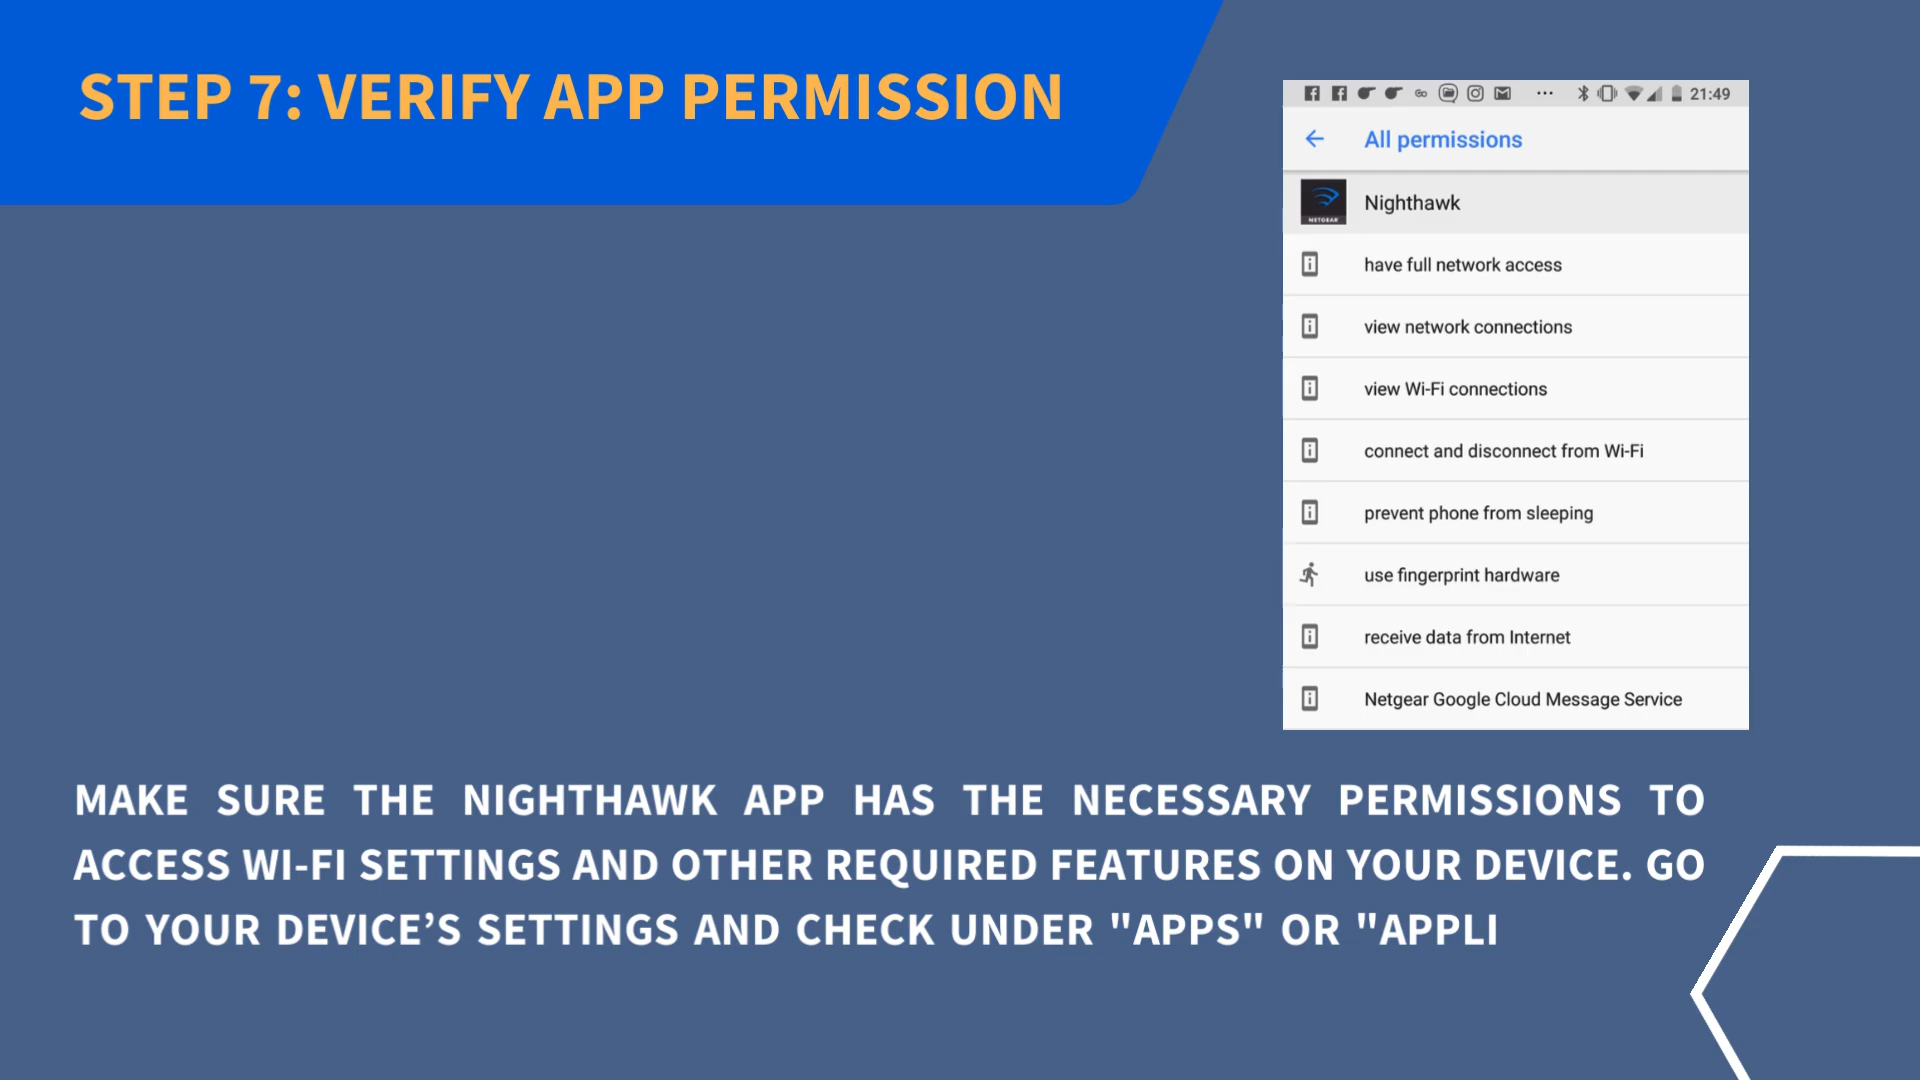 STEP 7: VERIFY APP PERMISSION
21:49
All permissions
NETGEAR
Nighthawk
have full network access
view network connections
view Wi-Fi connections
connect and disconnect from Wi-Fi
prevent phone from sleeping
use fingerprint hardware
receive data from Internet
Netgear Google Cloud Message Service
MAKE SURE THE NIGHTHAWK APP HAS THE NECESSARY PERMISSIONS TO
ACCESS WI-FI SETTINGS AND OTHER REQUIRED FEATURES ON YOUR DEVICE. GO
TO YOUR DEVICE’S SETTINGS AND CHECK UNDER "APPS" OR "APPLI